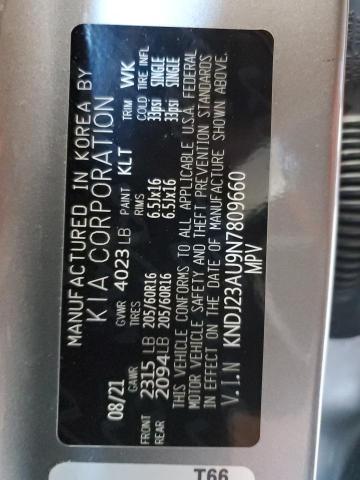 MANUFACTURED IN KOREA BY
KIA CORPORATION
08/21 GVWR 4023 LB PAINT KLT TRIM WK
GAWR TIRES RIMS COLD TIRE INFL
FRONT 2315 LB 205/60R16 6.5Jx16 33psi SINGLE
REAR 2094LB 205/60R16 6.5Jx16 33psi SINGLE
THIS VEHICLE CONFORMS TO ALL APPLICABLE U.S.A. FEDERAL
MOTOR VEHICLE SAFETY AND THEFT PREVENTION STANDARDS
IN EFFECT ON THE DATE OF MANUFACTURE SHOWN ABOVE.
V.I.N KNDJ23AU9N7809660
MPV
T66